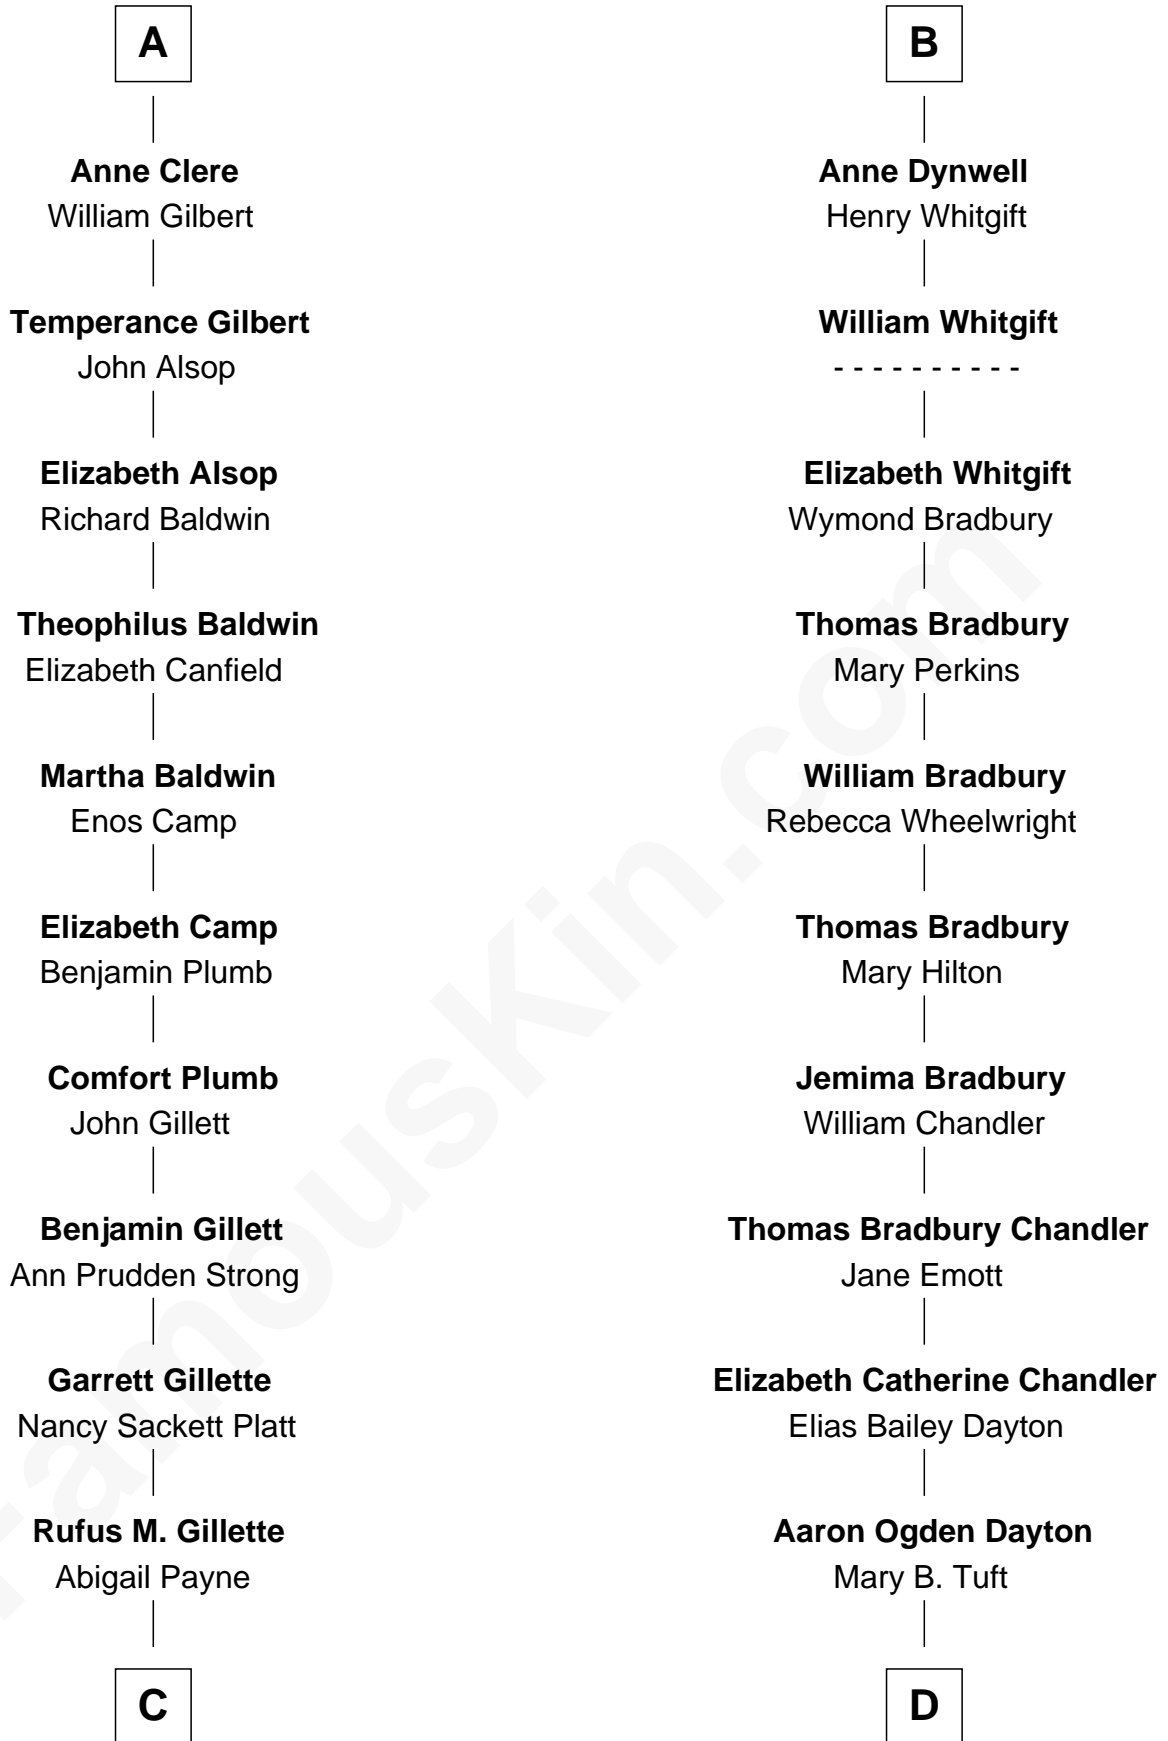 A
Anne Clere
William Gilbert
Temperance Gilbert
John Alsop
Elizabeth Alsop
Richard Baldwin
Theophilus Baldwin
Elizabeth Canfield
Martha Baldwin
Enos Camp
Elizabeth Camp
Benjamin Plumb
Comfort Plumb
John Gillett
Benjamin Gillett
Ann Prudden Strong
Garrett Gillette
Nancy Sackett Platt
Rufus M. Gillette
Abigail Payne
C
B
Anne Dynwell
Henry Whitgift
William Whitgift
- - - - - - - - - -
Elizabeth Whitgift
Wymond Bradbury
Thomas Bradbury
Mary Perkins
William Bradbury
Rebecca Wheelwright
Thomas Bradbury
Mary Hilton
Jemima Bradbury
William Chandler
Thomas Bradbury Chandler
Jane Emott
Elizabeth Catherine Chandler
Elias Bailey Dayton
Aaron Ogden Dayton
Mary B. Tuft
D
FamousKin.com